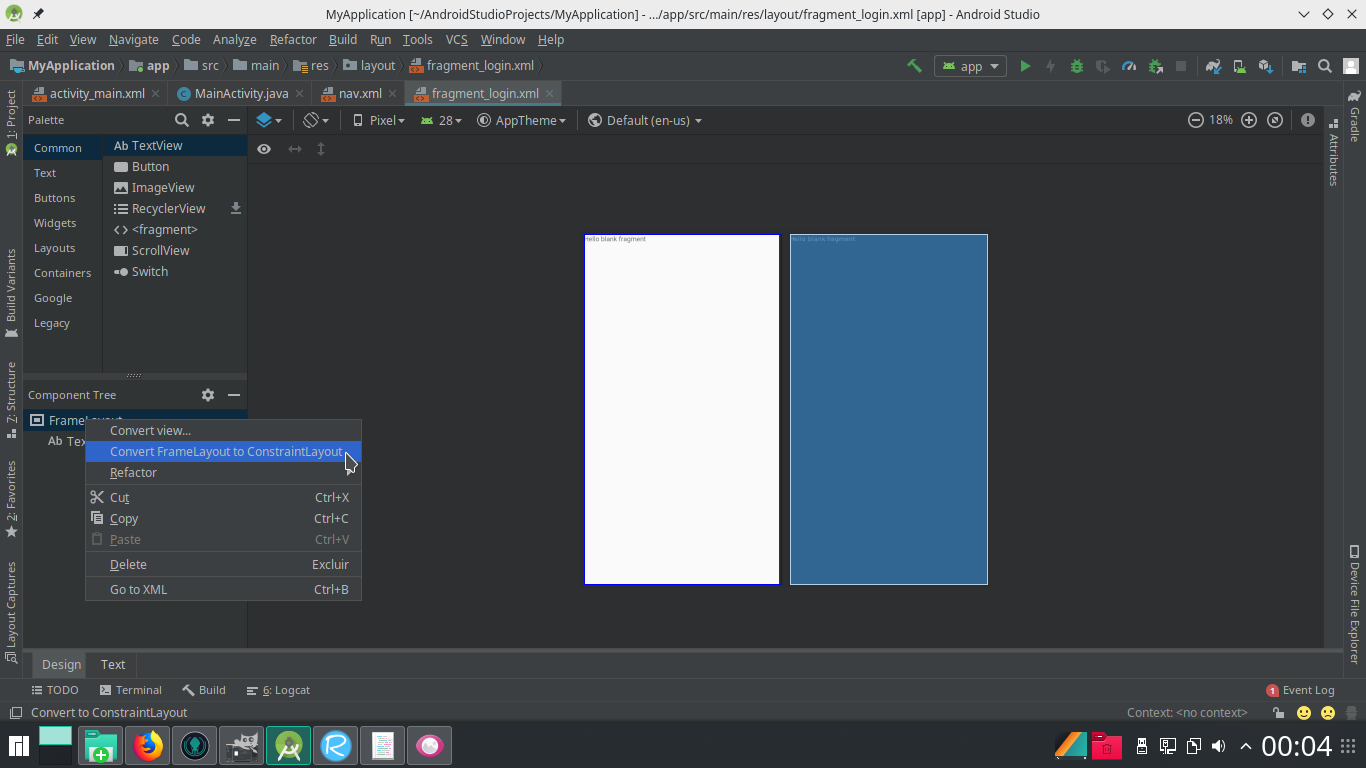 MyApplication [~/AndroidStudioProjects/MyApplication] - .../app/src/main/res/layout/fragment_login.xml [app] - Android Studio
File Edit View Navigate Code Analyze Refactor Build Run Tools VCS Window Help
MyApplication app src main res layout fragment_login.xml app
activity_main.xml MainActivity.java nav.xml fragment_login.xml
1: Project
Build Variants
7: Structure
2: Favorites
Layout Captures
Palette
Common
Text
Buttons
Widgets
Layouts
Containers
Google
Legacy
Ab TextView
Button
ImageView
RecyclerView
<fragment>
ScrollView
Switch
Pixel 28 AppTheme Default (en-us) 18%
Hello blank fragment
Hello blank fragment
Component Tree
FrameLayout
Ab Tex
Convert view...
Convert FrameLayout to ConstraintLayout
Refactor
Cut Ctrl+X
Copy Ctrl+C
Paste Ctrl+V
Delete Excluir
Go to XML Ctrl+B
Gradle
Attributes
Device File Explorer
Design Text
TODO Terminal Build 6: Logcat 1 Event Log
Convert to ConstraintLayout Context: <no context>
00:04